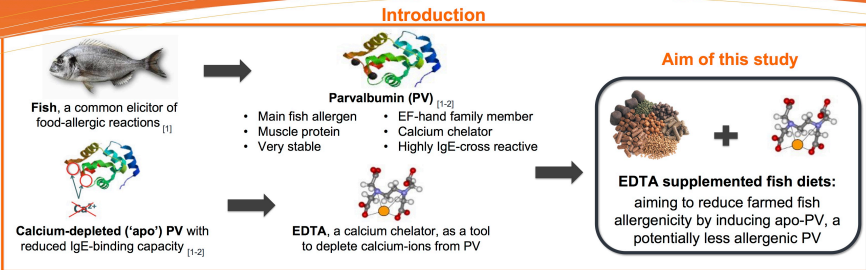 Introduction
Fish, a common elicitor of
food-allergic reactions [1]
Parvalbumin (PV) [1-2]
• Main fish allergen
• Muscle protein
• Very stable
• EF-hand family member
• Calcium chelator
• Highly IgE-cross reactive
Ca2+
Calcium-depleted (‘apo’) PV with
reduced IgE-binding capacity [1-2]
EDTA, a calcium chelator, as a tool
to deplete calcium-ions from PV
Aim of this study
EDTA supplemented fish diets:
aiming to reduce farmed fish
allergenicity by inducing apo-PV, a
potentially less allergenic PV